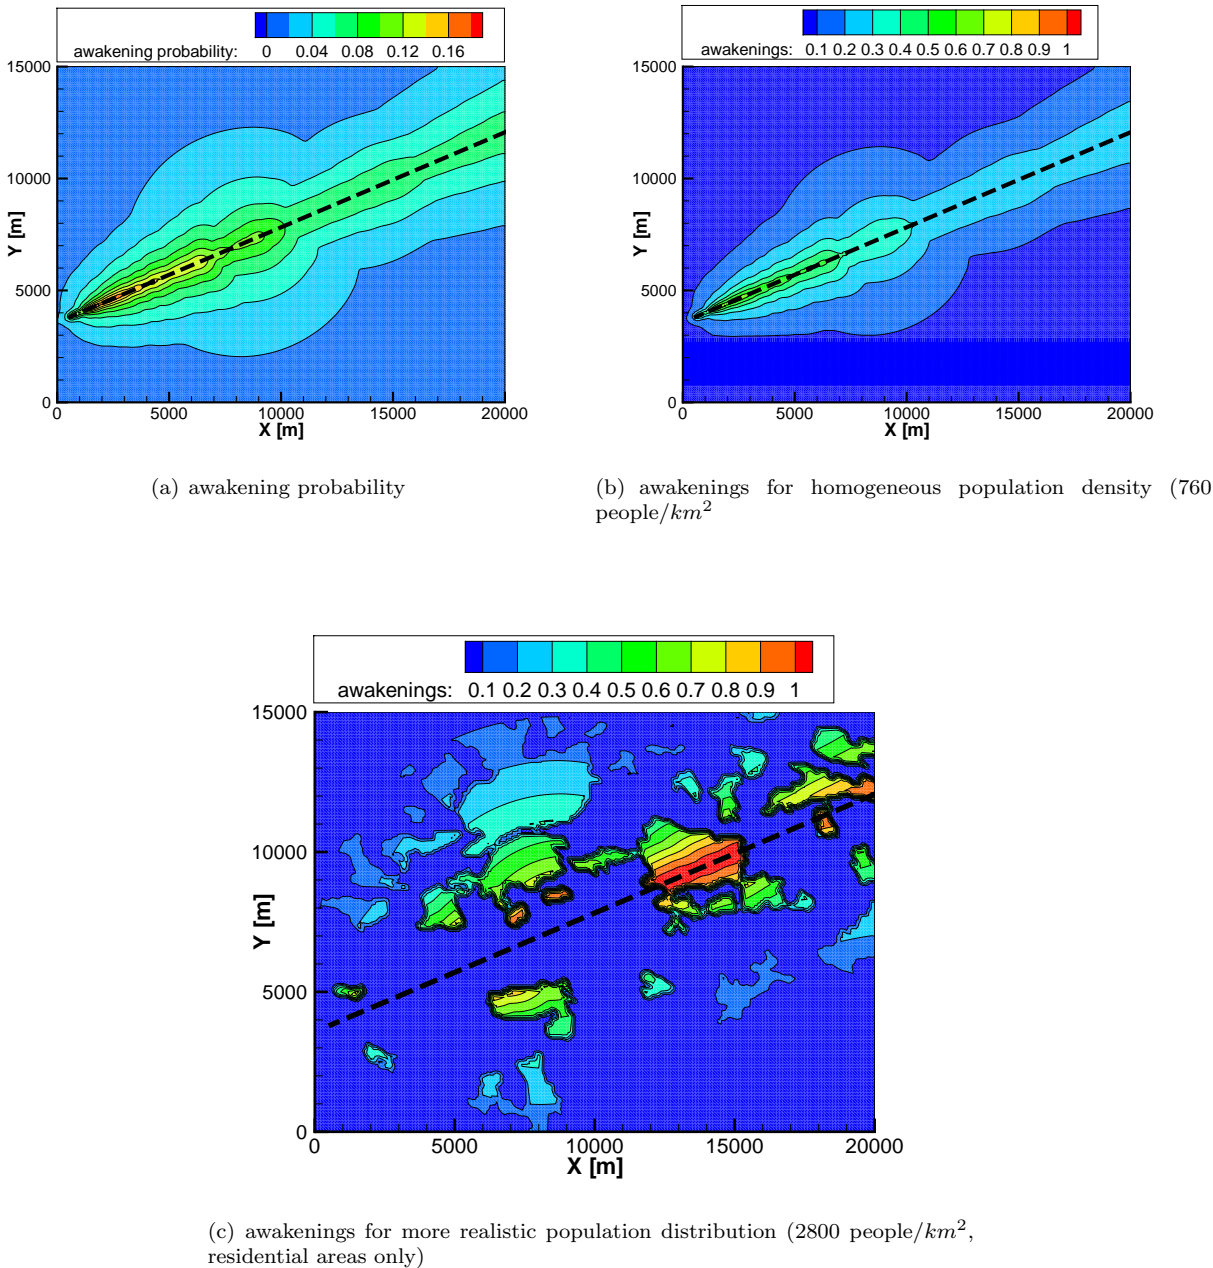 awakening probability: 0 0.04 0.08 0.12 0.16
15000
10000
5000
0
Y [m]
0 5000 10000 15000 20000
X [m]
(a) awakening probability
awakenings: 0.1 0.2 0.3 0.4 0.5 0.6 0.7 0.8 0.9 1
15000
10000
5000
0
Y [m]
0 5000 10000 15000 20000
X [m]
(b) awakenings for homogeneous population density (760
people/km²
awakenings: 0.1 0.2 0.3 0.4 0.5 0.6 0.7 0.8 0.9 1
15000
10000
5000
0
Y [m]
0 5000 10000 15000 20000
X [m]
(c) awakenings for more realistic population distribution (2800 people/km²,
residential areas only)